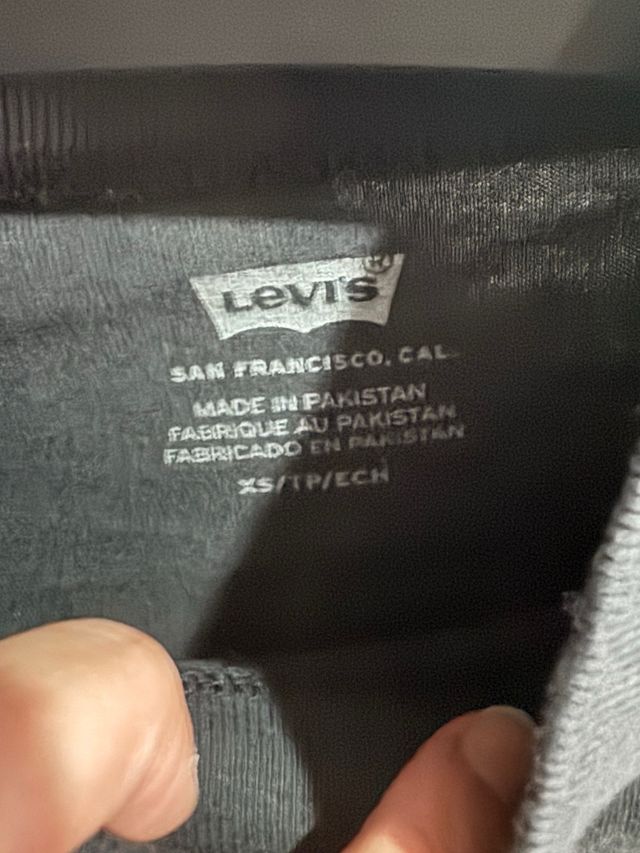 Levi's®
SAN FRANCISCO, CAL
MADE IN PAKISTAN
FABRIQUE AU PAKISTAN
FABRICADO EN PAKISTAN
XS/TP/ECH